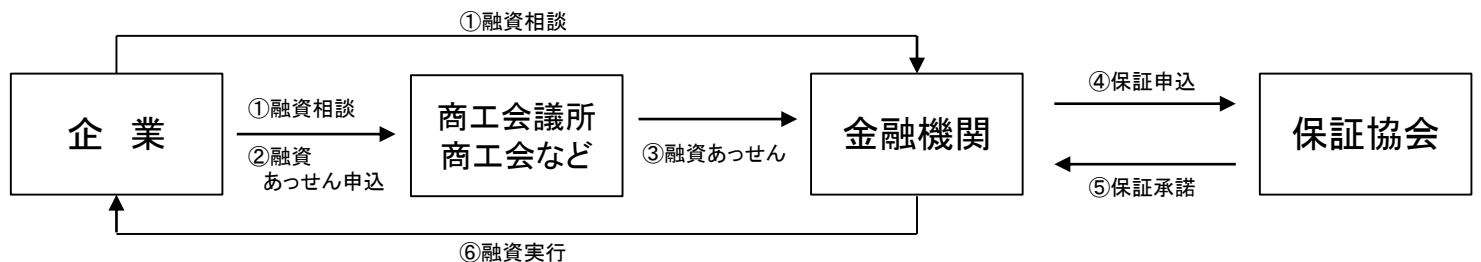 ①融資相談
企　業
①融資相談
②融資
あっせん申込
商工会議所
商工会など
③融資あっせん
金融機関
④保証申込
⑤保証承諾
保証協会
⑥融資実行